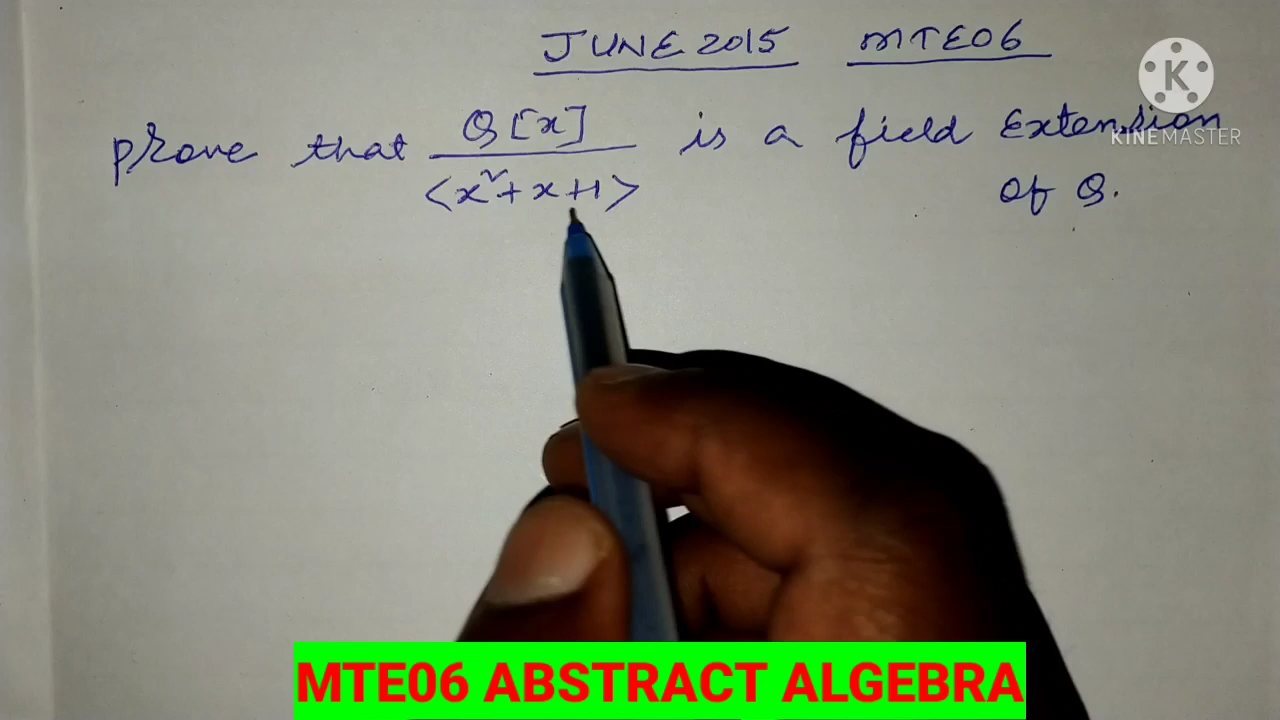 JUNE 2015 MTE06
K
KINEMASTER
prove that Q[x] / <x²+x+1> is a field Extension
of Q.
MTE06 ABSTRACT ALGEBRA